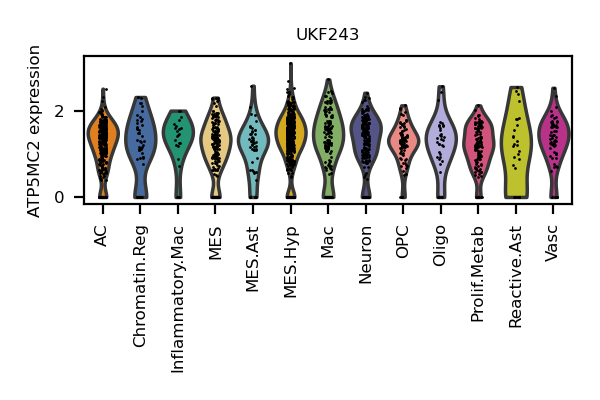 UKF243
ATP5MC2 expression
2
0
AC
Chromatin.Reg
Inflammatory.Mac
MES
MES.Ast
MES.Hyp
Mac
Neuron
OPC
Oligo
Prolif.Metab
Reactive.Ast
Vasc